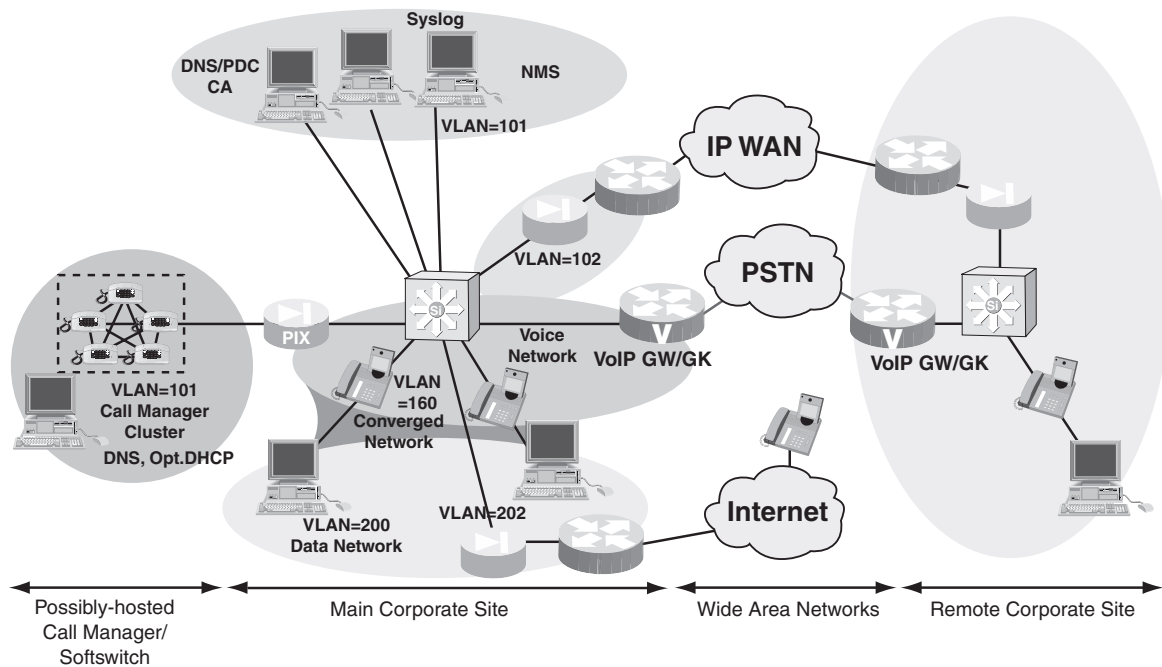 Syslog
DNS/PDC
CA
NMS
VLAN=101
IP WAN
VLAN=102
PSTN
Si
Si
PIX
Voice
Network
V
VoIP GW/GK
V
VoIP GW/GK
VLAN=101
Call Manager
Cluster
DNS, Opt.DHCP
VLAN
=160
Converged
Network
VLAN=200
Data Network
VLAN=202
Internet
Possibly-hosted
Call Manager/
Softswitch
Main Corporate Site
Wide Area Networks
Remote Corporate Site